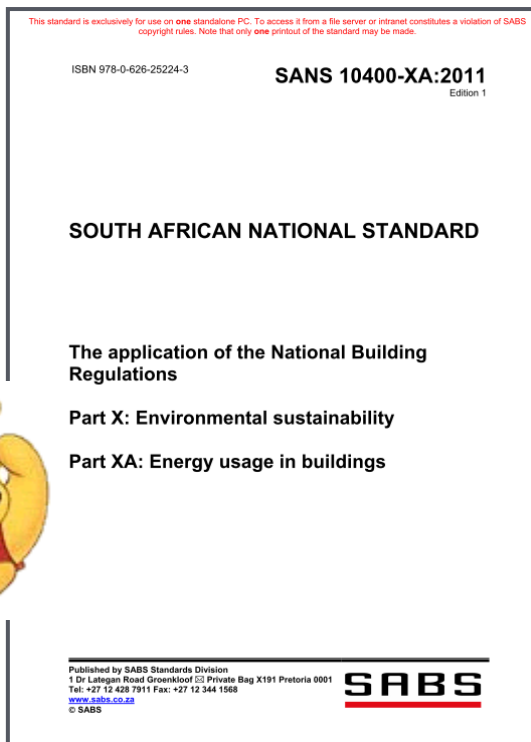 This standard is exclusively for use on one standalone PC. To access it from a file server or intranet constitutes a violation of SABS
copyright rules. Note that only one printout of the standard may be made.
ISBN 978-0-626-25224-3
SANS 10400-XA:2011
Edition 1
SOUTH AFRICAN NATIONAL STANDARD
The application of the National Building
Regulations
Part X: Environmental sustainability
Part XA: Energy usage in buildings
Published by SABS Standards Division
1 Dr Lategan Road Groenkloof ✉ Private Bag X191 Pretoria 0001
Tel: +27 12 428 7911 Fax: +27 12 344 1568
www.sabs.co.za
© SABS
SABS